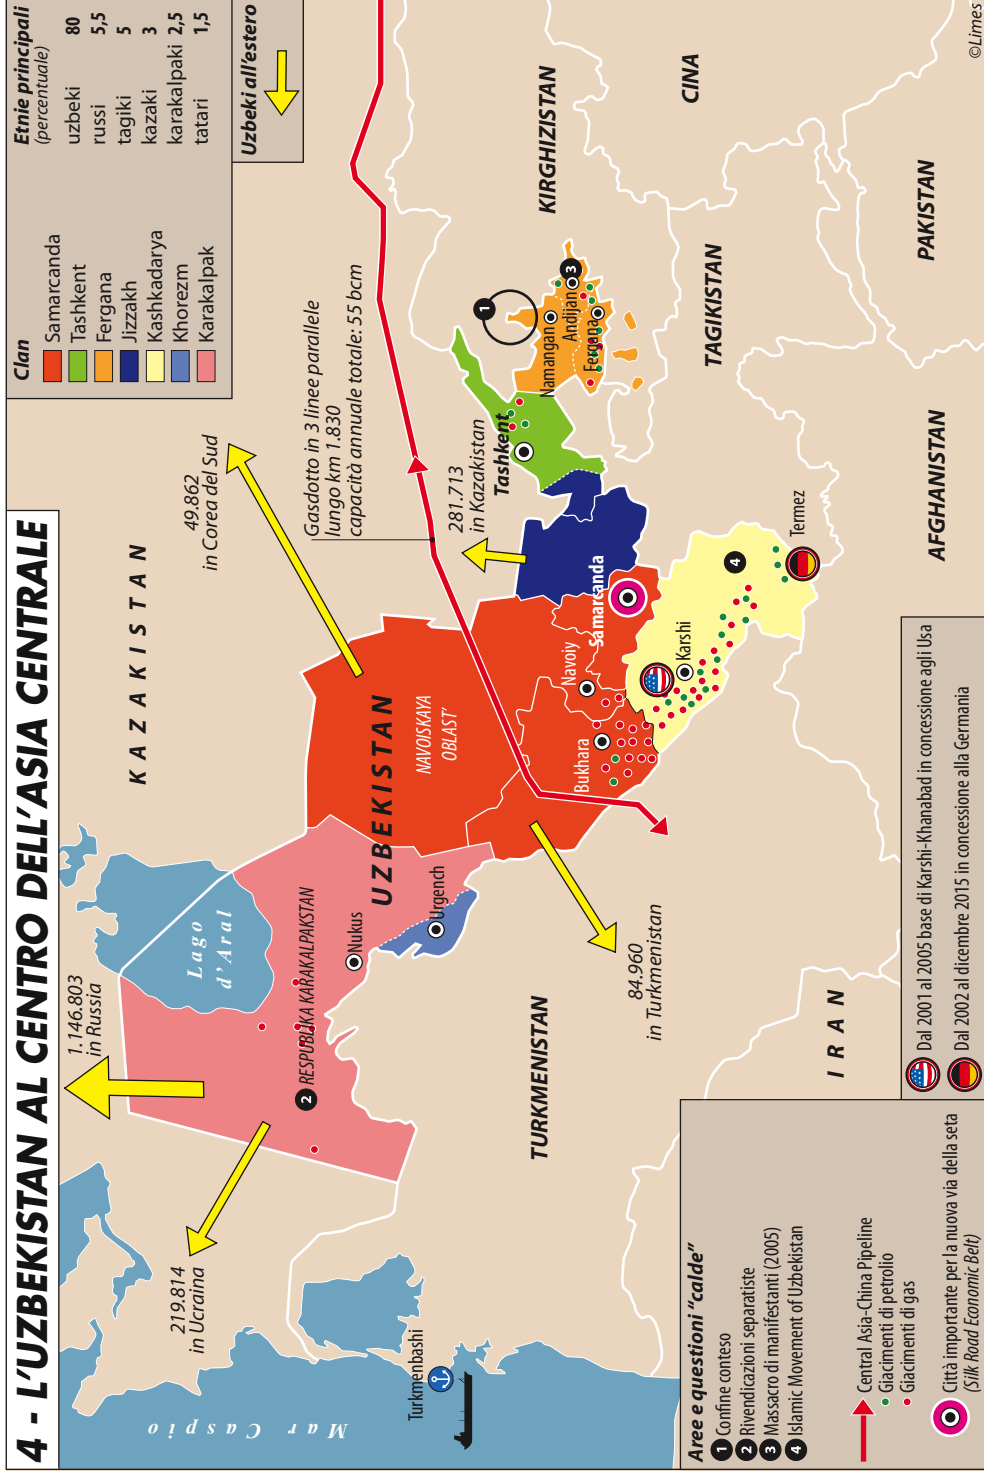 4 - L'UZBEKISTAN AL CENTRO DELL'ASIA CENTRALE
Clan
Samarcanda
Tashkent
Fergana
Jizzakh
Kashkadarya
Khorezm
Karakalpak
Etnie principali
(percentuale)
uzbeki 80
russi 5,5
tagiki 5
kazaki 3
karakalpaki 2,5
tatari 1,5
Uzbeki all'estero
1.146.803
in Russia
219.814
in Ucraina
49.862
in Corea del Sud
281.713
in Kazakistan
84.960
in Turkmenistan
Gasdotto in 3 linee parallele
lungo km 1.830
capacità annuale totale: 55 bcm
KAZAKISTAN
UZBEKISTAN
TURKMENISTAN
IRAN
AFGHANISTAN
PAKISTAN
TAGIKISTAN
KIRGHIZISTAN
CINA
Mar Caspio
Lago
d'Aral
2 RESPUBLIKA KARAKALPAKSTAN
Nukus
Urgench
NAVOISKAYA
OBLAST'
Bukhara
Navoiy
Samarcanda
Karshi
4
Termez
Tashkent
1
Namangan
Andijan
3
Fergana
Turkmenbashi
Aree e questioni "calde"
1 Confine conteso
2 Rivendicazioni separatiste
3 Massacro di manifestanti (2005)
4 Islamic Movement of Uzbekistan
Central Asia-China Pipeline
Giacimenti di petrolio
Giacimenti di gas
Città importante per la nuova via della seta
(Silk Road Economic Belt)
Dal 2001 al 2005 base di Karshi-Khanabad in concessione agli Usa
Dal 2002 al dicembre 2015 in concessione alla Germania
©Limes